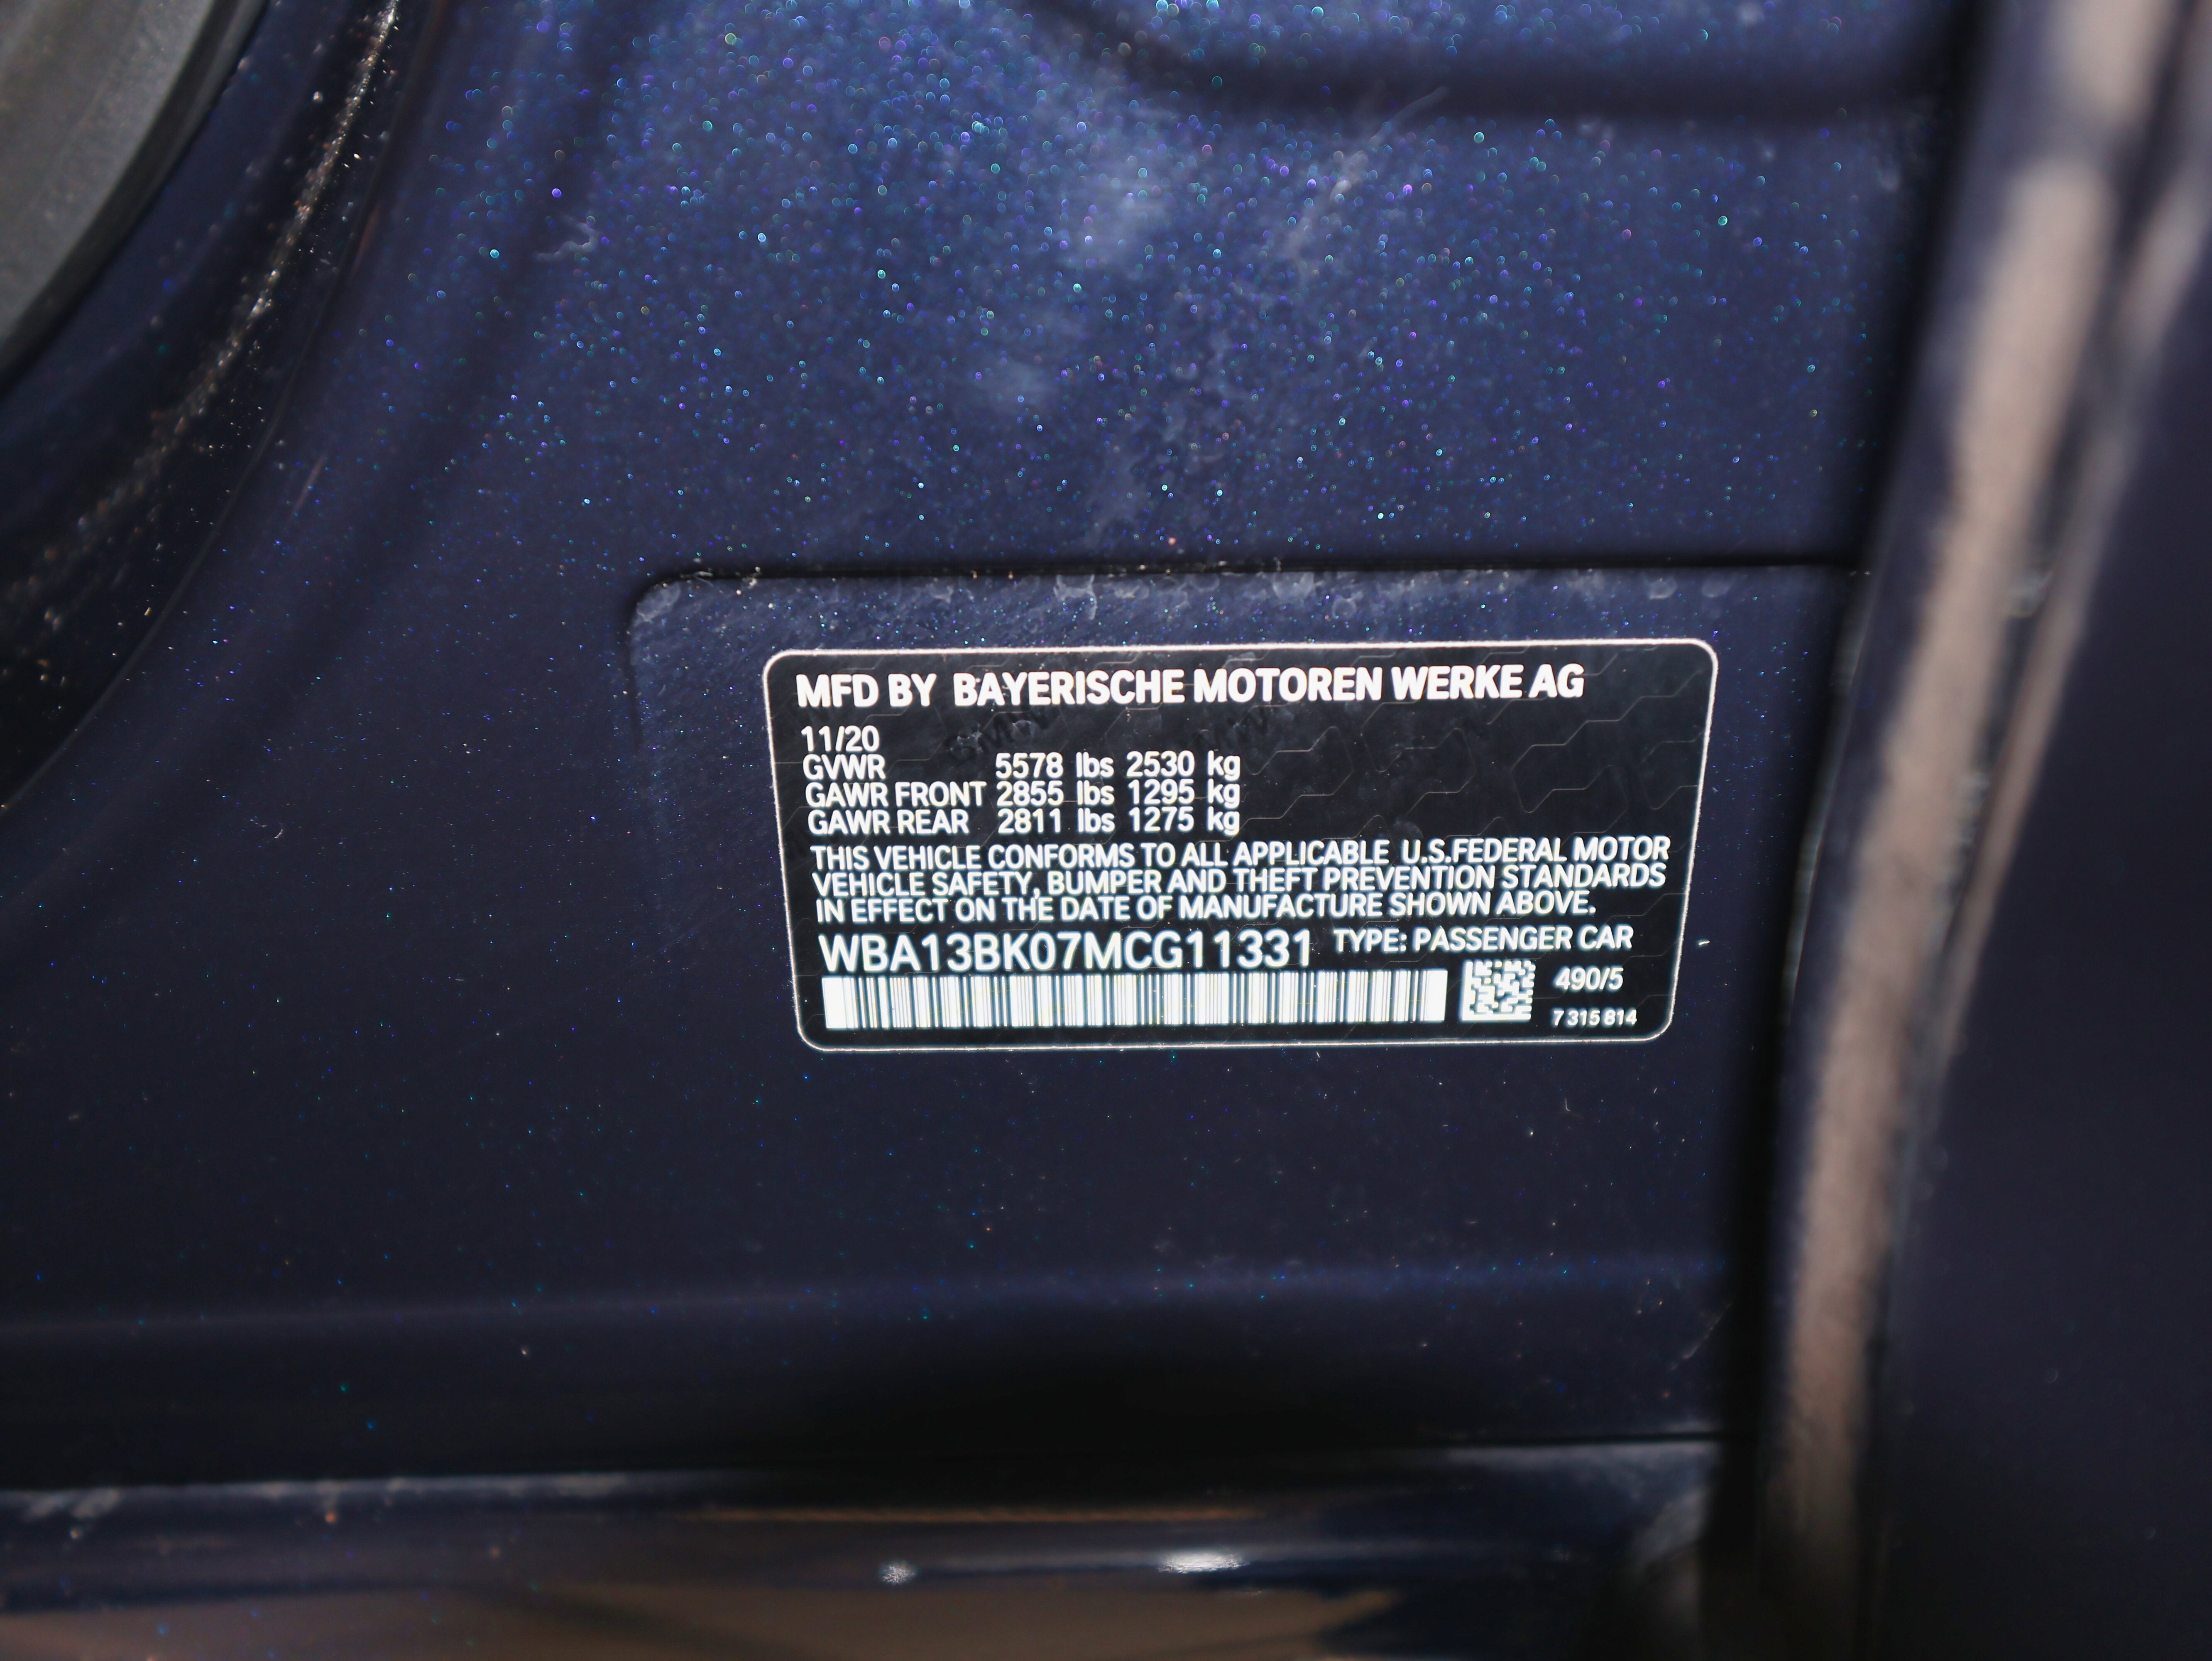 MFD BY BAYERISCHE MOTOREN WERKE AG
11/20
GVWR 5578 lbs 2530 kg
GAWR FRONT 2855 lbs 1295 kg
GAWR REAR 2811 lbs 1275 kg
THIS VEHICLE CONFORMS TO ALL APPLICABLE U.S.FEDERAL MOTOR
VEHICLE SAFETY, BUMPER AND THEFT PREVENTION STANDARDS
IN EFFECT ON THE DATE OF MANUFACTURE SHOWN ABOVE.
WBA13BK07MCG11331 TYPE: PASSENGER CAR
490/5
7 315 814